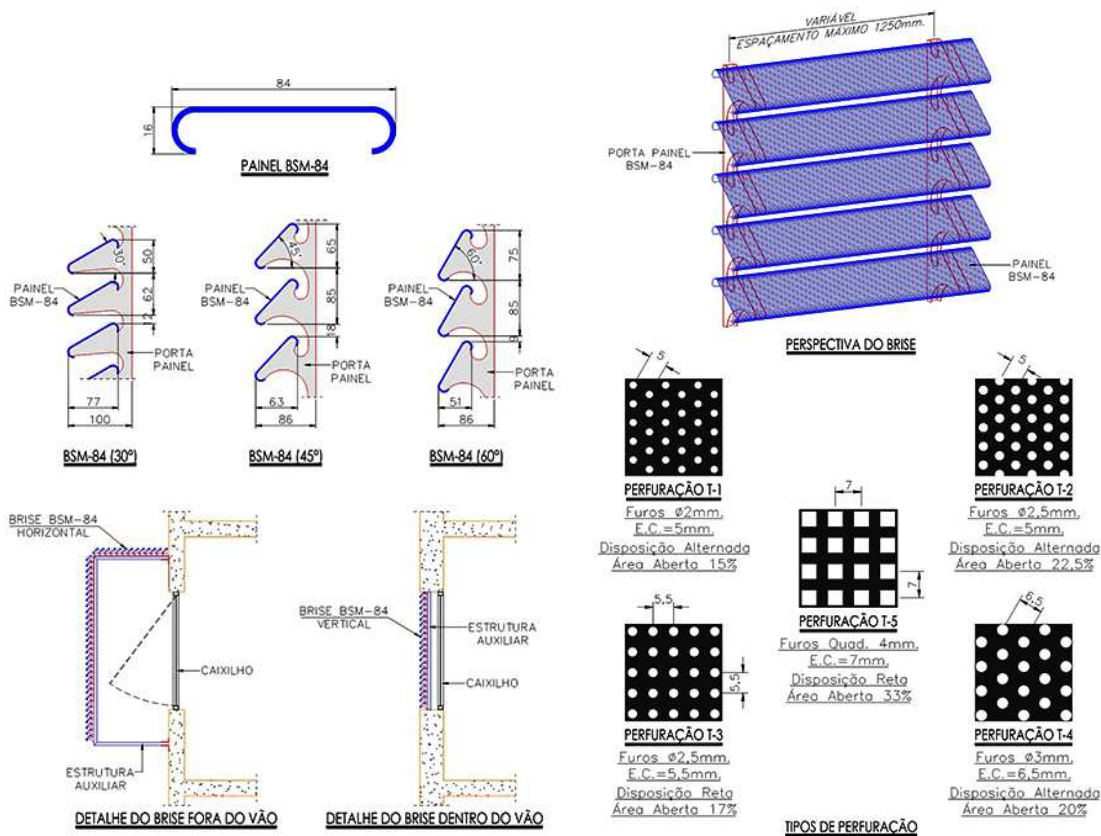 84
16
PAINEL BSM-84
VARIÁVEL
ESPAÇAMENTO MÁXIMO 1250mm.
PORTA PAINEL
BSM-84
PAINEL
BSM-84
PERSPECTIVA DO BRISE
30°
50
62
12
PAINEL
BSM-84
PORTA
PAINEL
77
100
BSM-84 (30º)
45°
65
85
18
PAINEL
BSM-84
PORTA
PAINEL
63
86
BSM-84 (45º)
60°
75
85
9
PAINEL
BSM-84
PORTA
PAINEL
51
86
BSM-84 (60º)
BRISE BSM-84
HORIZONTAL
CAIXILHO
ESTRUTURA
AUXILIAR
DETALHE DO BRISE FORA DO VÃO
BRISE BSM-84
VERTICAL
ESTRUTURA
AUXILIAR
CAIXILHO
DETALHE DO BRISE DENTRO DO VÃO
5
PERFURAÇÃO T-1
Furos ø2mm.
E.C.=5mm.
Disposição Alternada
Área Aberta 15%
5
PERFURAÇÃO T-2
Furos ø2,5mm.
E.C.=5mm.
Disposição Alternada
Área Aberta 22,5%
7
7
PERFURAÇÃO T-5
Furos Quad. 4mm.
E.C.=7mm.
Disposição Reta
Área Aberta 33%
5,5
5,5
PERFURAÇÃO T-3
Furos ø2,5mm.
E.C.=5,5mm.
Disposição Reta
Área Aberta 17%
6,5
PERFURAÇÃO T-4
Furos ø3mm.
E.C.=6,5mm.
Disposição Alternada
Área Aberta 20%
TIPOS DE PERFURAÇÃO